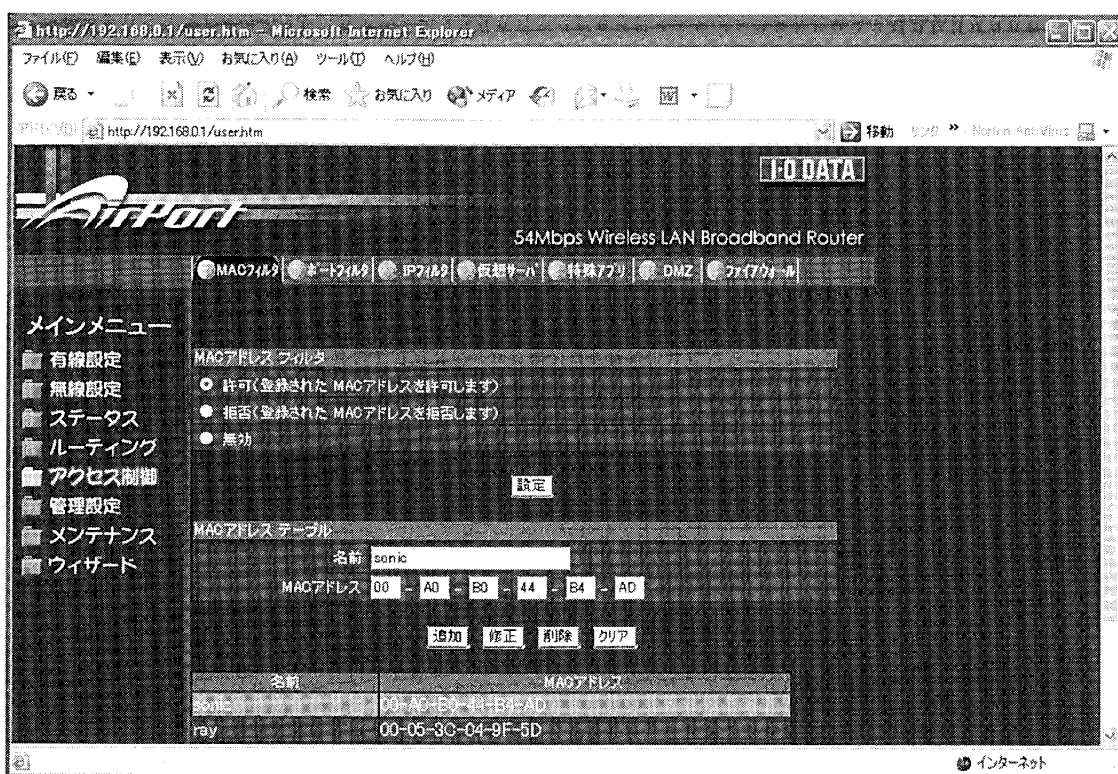 http://192.168.0.1/user.htm - Microsoft Internet Explorer
ファイル(F) 編集(E) 表示(V) お気に入り(A) ツール(T) ヘルプ(H)
戻る 検索 お気に入り メディア
アドレス(D) http://192.168.0.1/user.htm 移動 リンク » Norton AntiVirus
I-O DATA
AirPort
54Mbps Wireless LAN Broadband Router
MACフィルタ ポートフィルタ IPフィルタ 仮想サーバ 特殊アプリ DMZ ファイアウォール
メインメニュー
有線設定
無線設定
ステータス
ルーティング
アクセス制御
管理設定
メンテナンス
ウィザード
MACアドレス フィルタ
許可(登録された MACアドレスを許可します)
拒否(登録された MACアドレスを拒否します)
無効
設定
MACアドレス テーブル
名前 sonic
MACアドレス 00 - A0 - B0 - 44 - B4 - AD
追加 修正 削除 クリア
名前 MACアドレス
sonic 00-A0-B0-44-B4-AD
ray 00-05-3C-04-9F-5D
インターネット